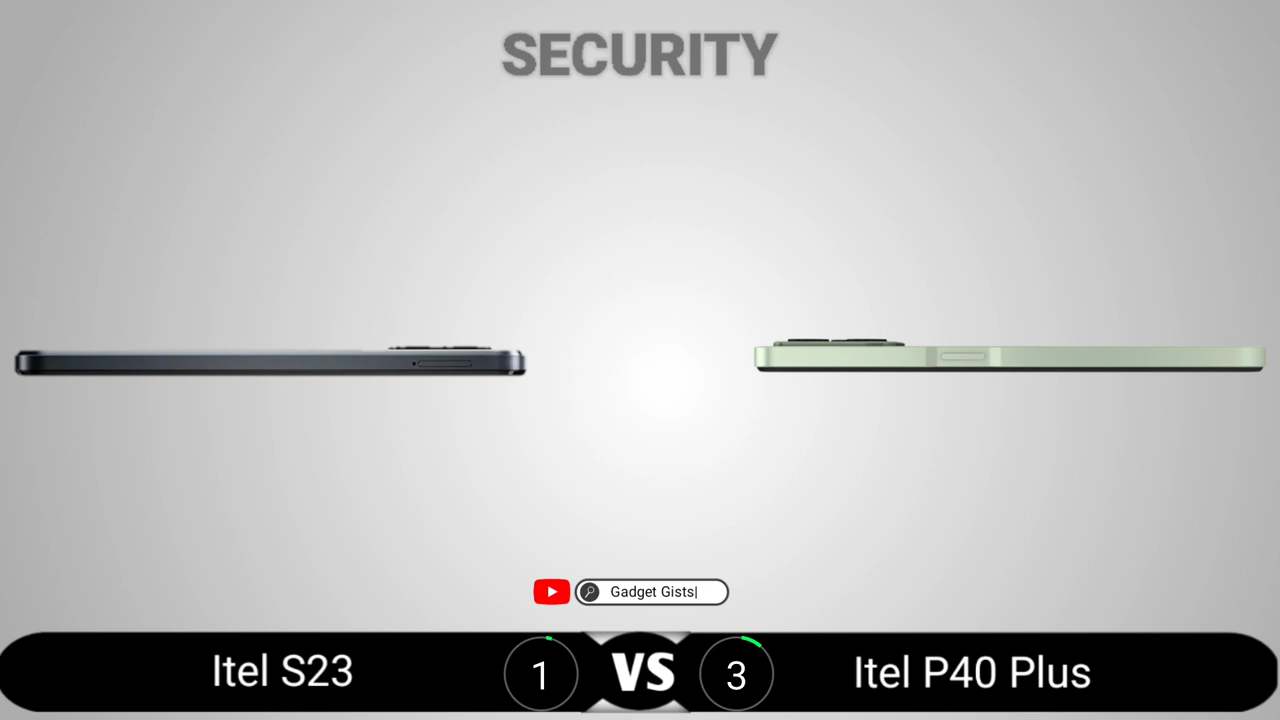 SECURITY
Gadget Gists|
Itel S23
1
VS
3
Itel P40 Plus